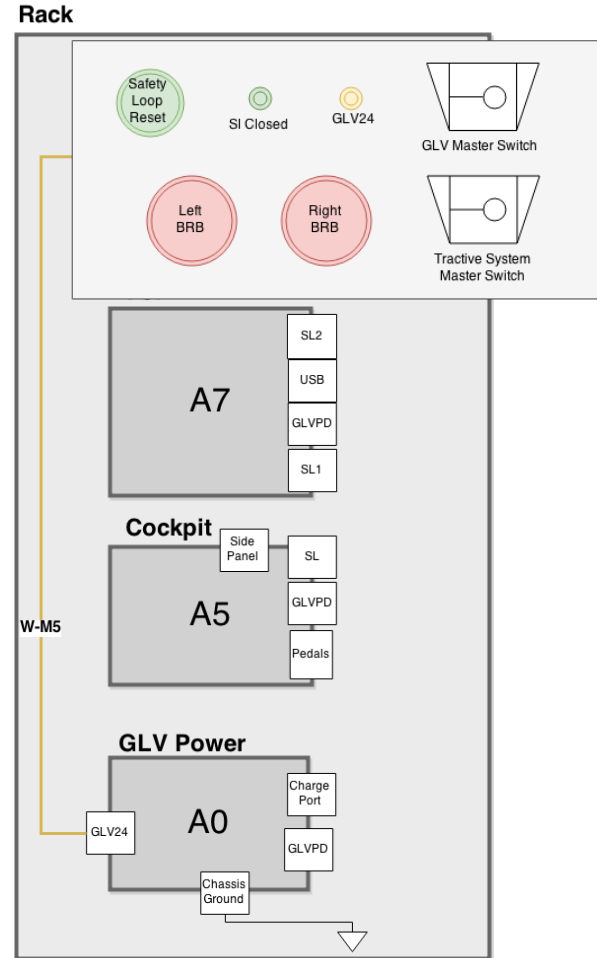 Rack
Safety
Loop
Reset
SI Closed
GLV24
GLV Master Switch
Left
BRB
Right
BRB
Tractive System
Master Switch
A7
SL2
USB
GLVPD
SL1
Cockpit
Side
Panel
A5
SL
GLVPD
Pedals
W-M5
GLV Power
A0
GLV24
Charge
Port
GLVPD
Chassis
Ground